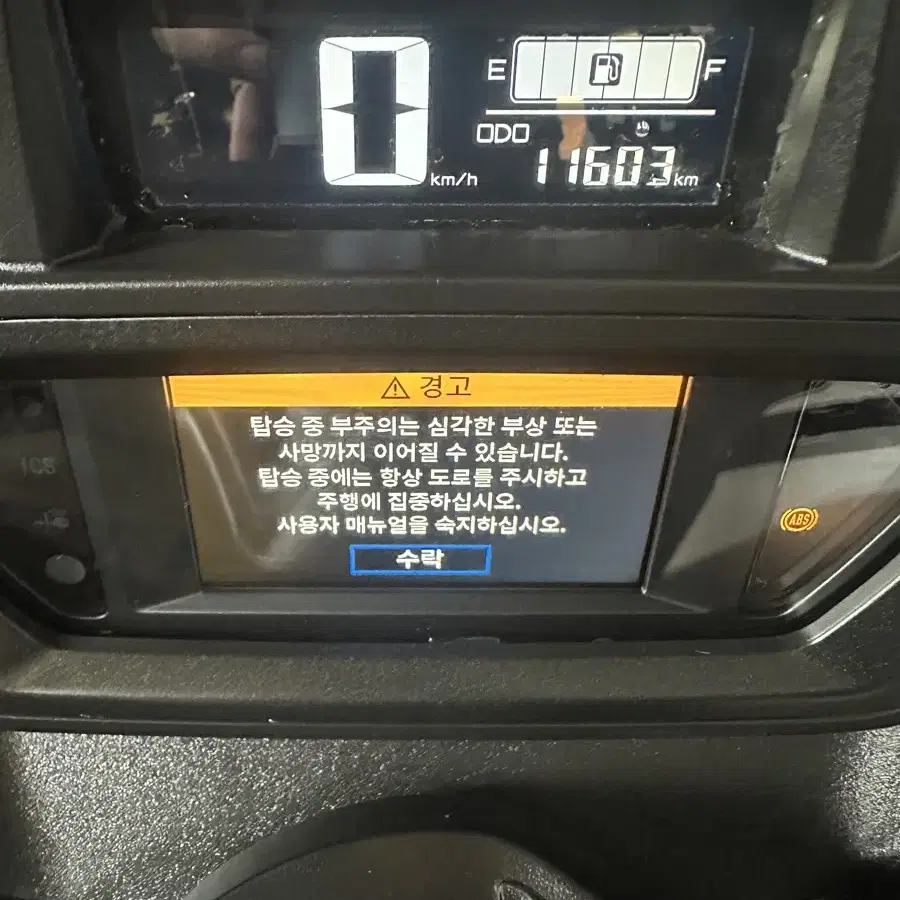 0 km/h
E F
ODO
11603 km
⚠ 경고
탑승 중 부주의는 심각한 부상 또는
사망까지 이어질 수 있습니다.
탑승 중에는 항상 도로를 주시하고
주행에 집중하십시오.
사용자 매뉴얼을 숙지하십시오.
수락
ABS